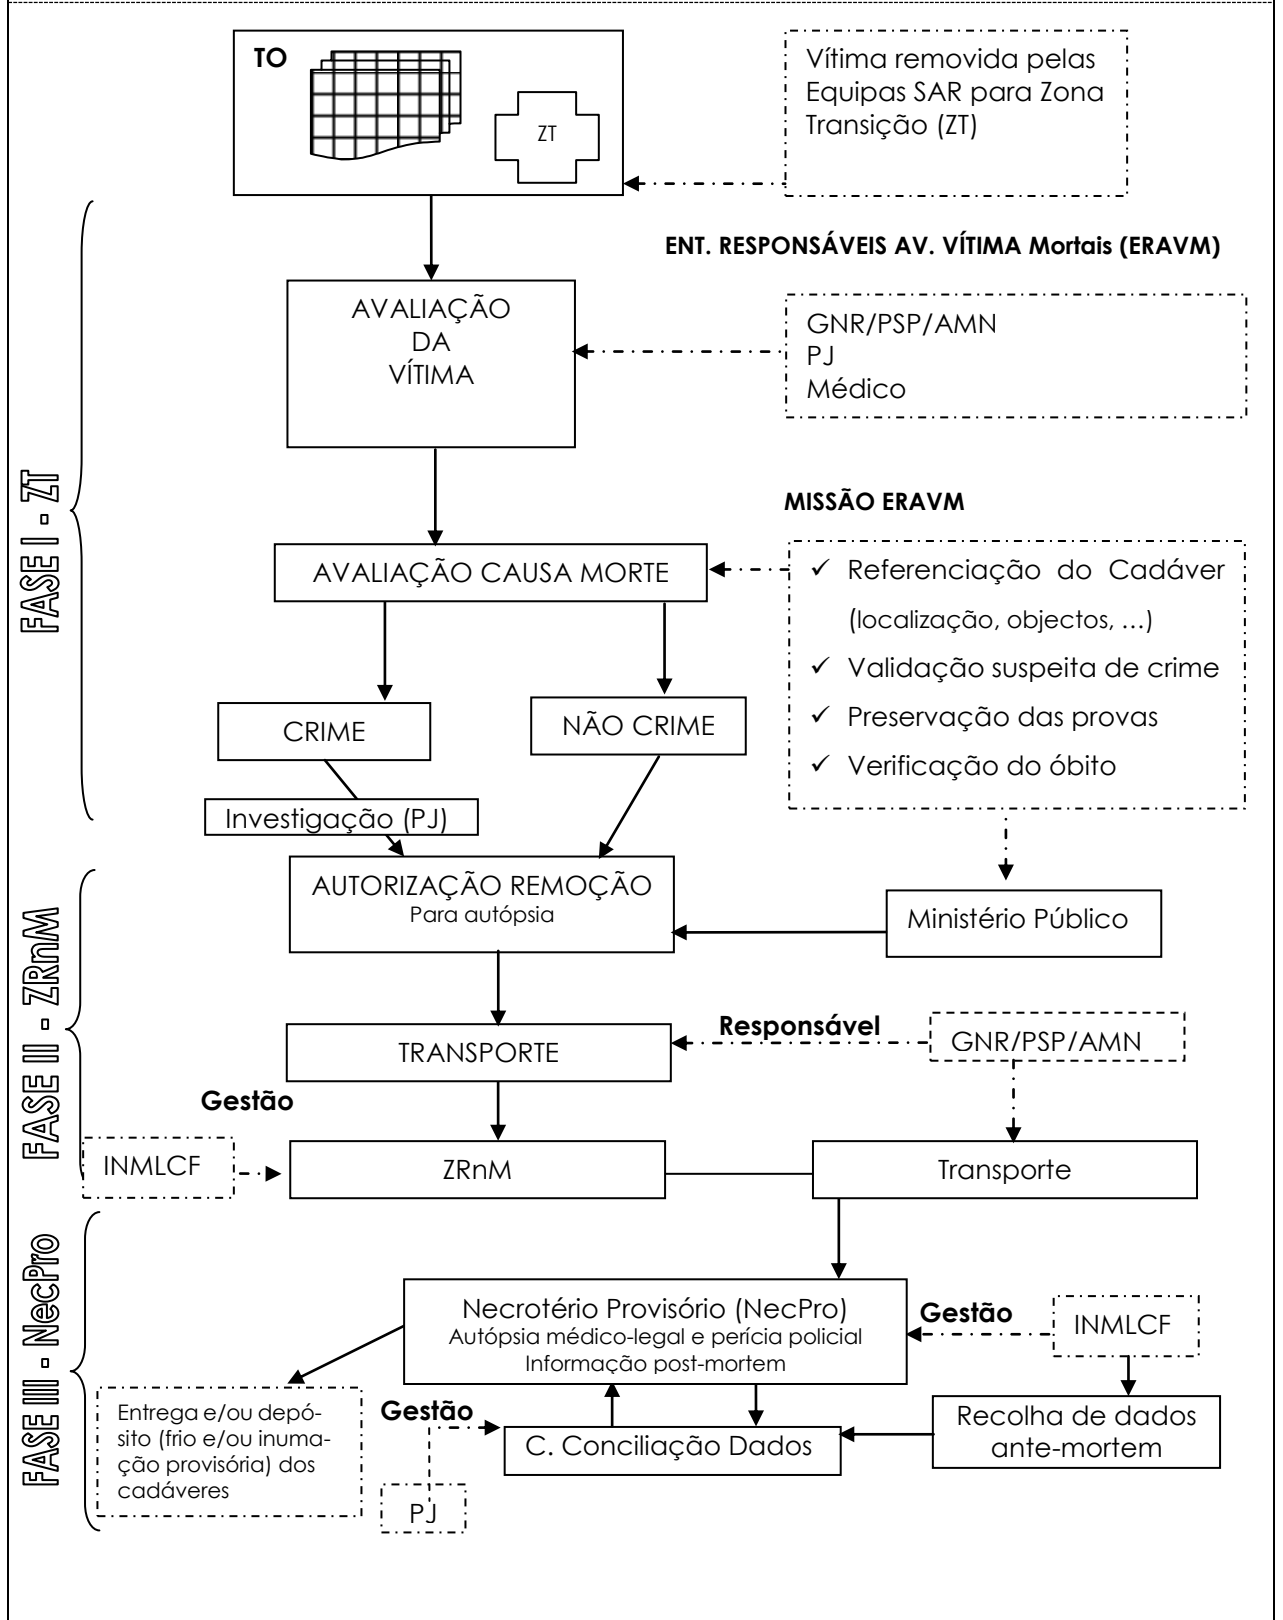 TO
ZT
Vítima removida pelas
Equipas SAR para Zona
Transição (ZT)
ENT. RESPONSÁVEIS AV. VÍTIMA Mortais (ERAVM)
AVALIAÇÃO
DA
VÍTIMA
GNR/PSP/AMN
PJ
Médico
FASE I - ZT
MISSÃO ERAVM
AVALIAÇÃO CAUSA MORTE
✓ Referenciação do Cadáver
(localização, objectos, …)
✓ Validação suspeita de crime
✓ Preservação das provas
✓ Verificação do óbito
CRIME
NÃO CRIME
Investigação (PJ)
AUTORIZAÇÃO REMOÇÃO
Para autópsia
Ministério Público
FASE II - ZRnM
TRANSPORTE
Responsável
GNR/PSP/AMN
Gestão
INMLCF
ZRnM
Transporte
FASE III - NecPro
Necrotério Provisório (NecPro)
Autópsia médico-legal e perícia policial
Informação post-mortem
Gestão
INMLCF
Entrega e/ou depó-
sito (frio e/ou inuma-
ção provisória) dos
cadáveres
Gestão
PJ
C. Conciliação Dados
Recolha de dados
ante-mortem